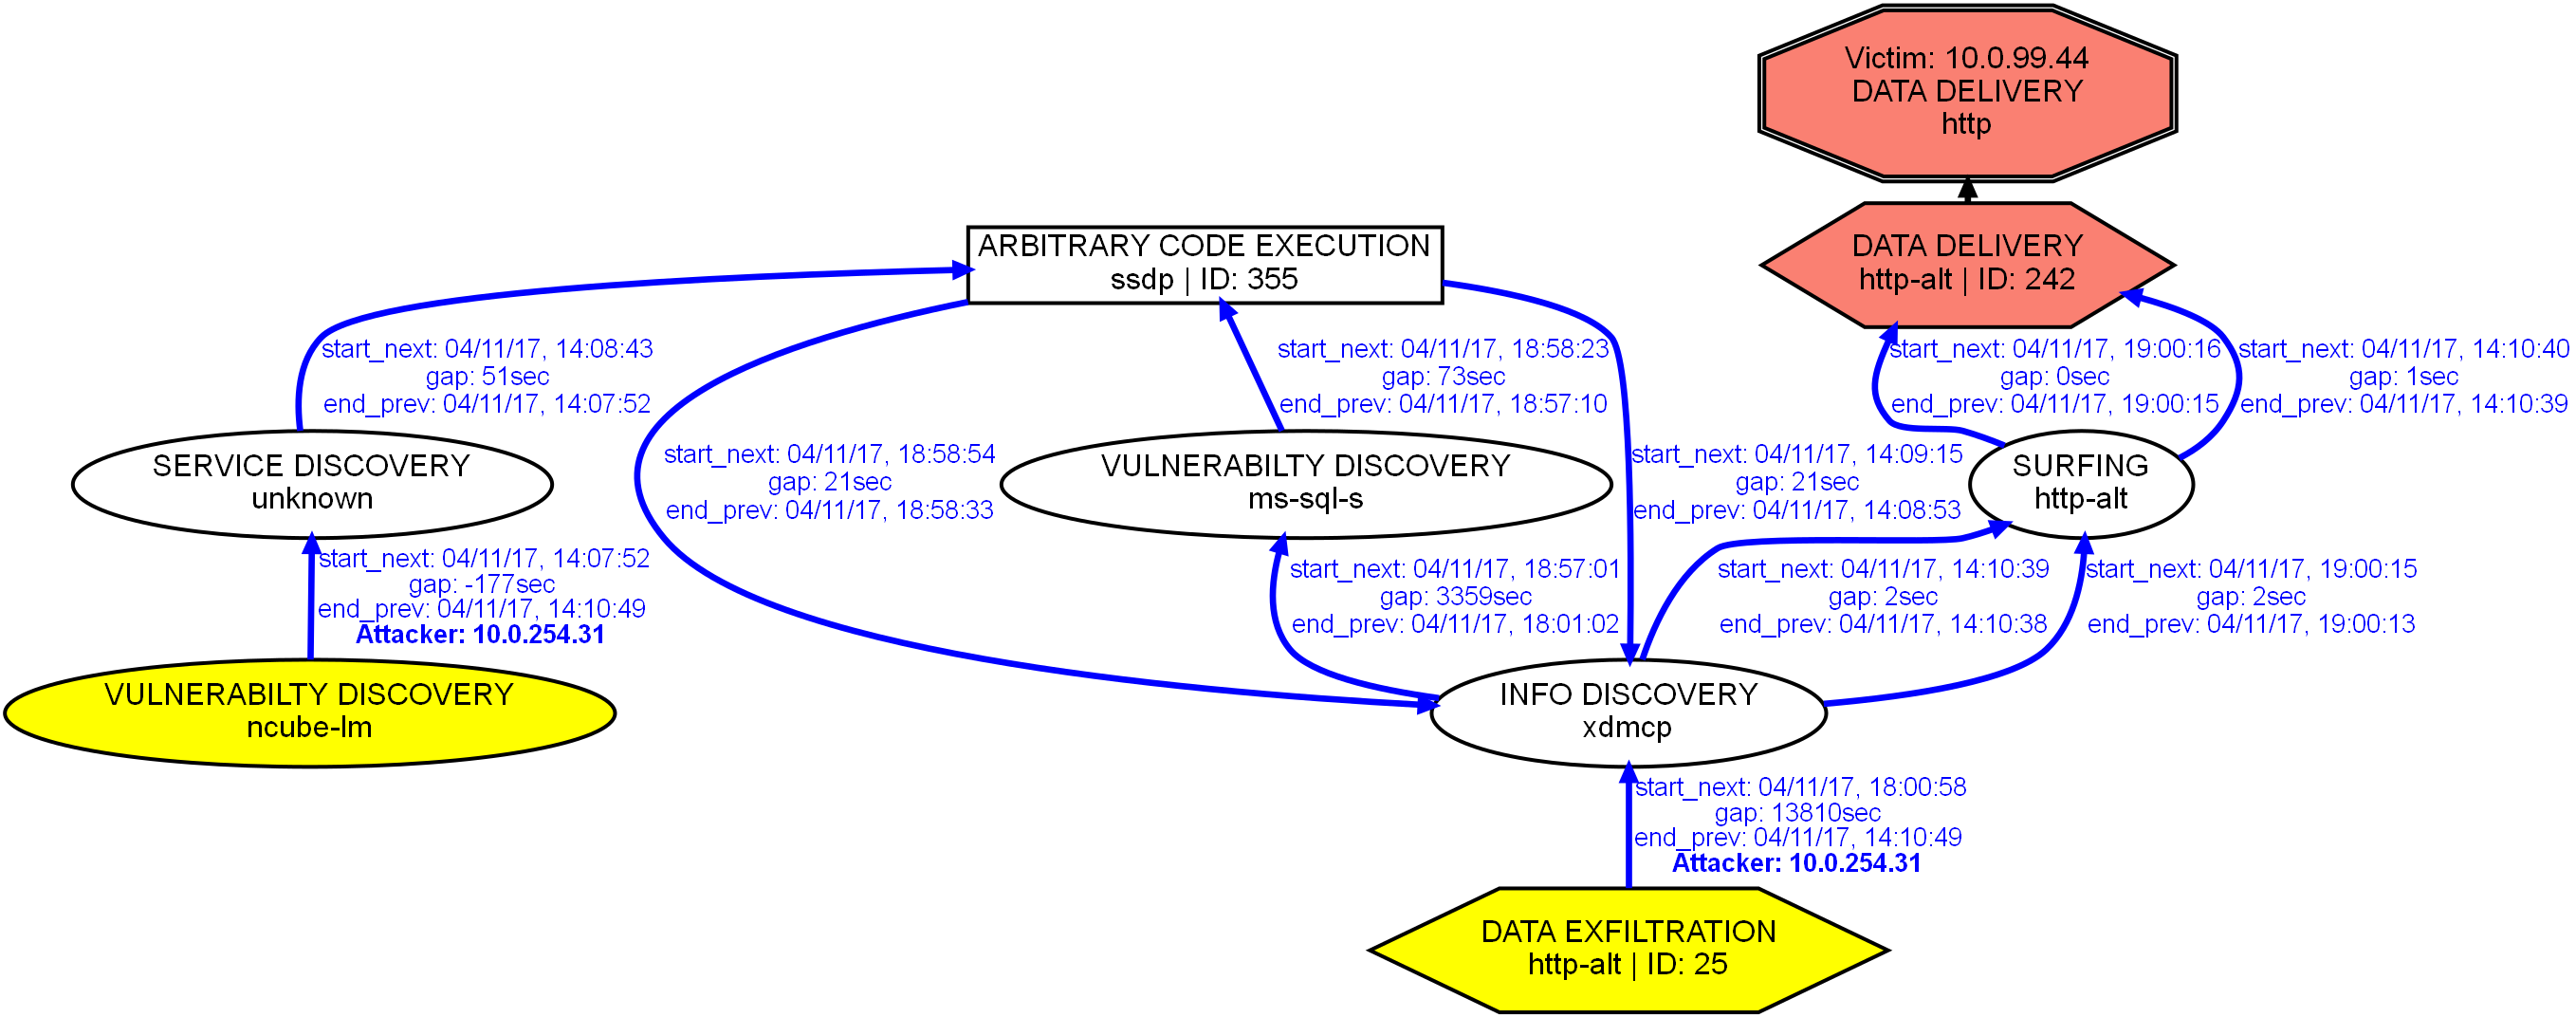 Victim: 10.0.99.44
DATA DELIVERY
http
ARBITRARY CODE EXECUTION
ssdp | ID: 355
DATA DELIVERY
http-alt | ID: 242
start_next: 04/11/17, 14:08:43
gap: 51sec
end_prev: 04/11/17, 14:07:52
start_next: 04/11/17, 18:58:23
gap: 73sec
end_prev: 04/11/17, 18:57:10
start_next: 04/11/17, 19:00:16
gap: 0sec
end_prev: 04/11/17, 19:00:15
start_next: 04/11/17, 14:10:40
gap: 1sec
end_prev: 04/11/17, 14:10:39
SERVICE DISCOVERY
unknown
start_next: 04/11/17, 18:58:54
gap: 21sec
end_prev: 04/11/17, 18:58:33
VULNERABILTY DISCOVERY
ms-sql-s
start_next: 04/11/17, 14:09:15
gap: 21sec
end_prev: 04/11/17, 14:08:53
SURFING
http-alt
start_next: 04/11/17, 14:07:52
gap: -177sec
end_prev: 04/11/17, 14:10:49
Attacker: 10.0.254.31
start_next: 04/11/17, 18:57:01
gap: 3359sec
end_prev: 04/11/17, 18:01:02
start_next: 04/11/17, 14:10:39
gap: 2sec
end_prev: 04/11/17, 14:10:38
start_next: 04/11/17, 19:00:15
gap: 2sec
end_prev: 04/11/17, 19:00:13
VULNERABILTY DISCOVERY
ncube-lm
INFO DISCOVERY
xdmcp
start_next: 04/11/17, 18:00:58
gap: 13810sec
end_prev: 04/11/17, 14:10:49
Attacker: 10.0.254.31
DATA EXFILTRATION
http-alt | ID: 25